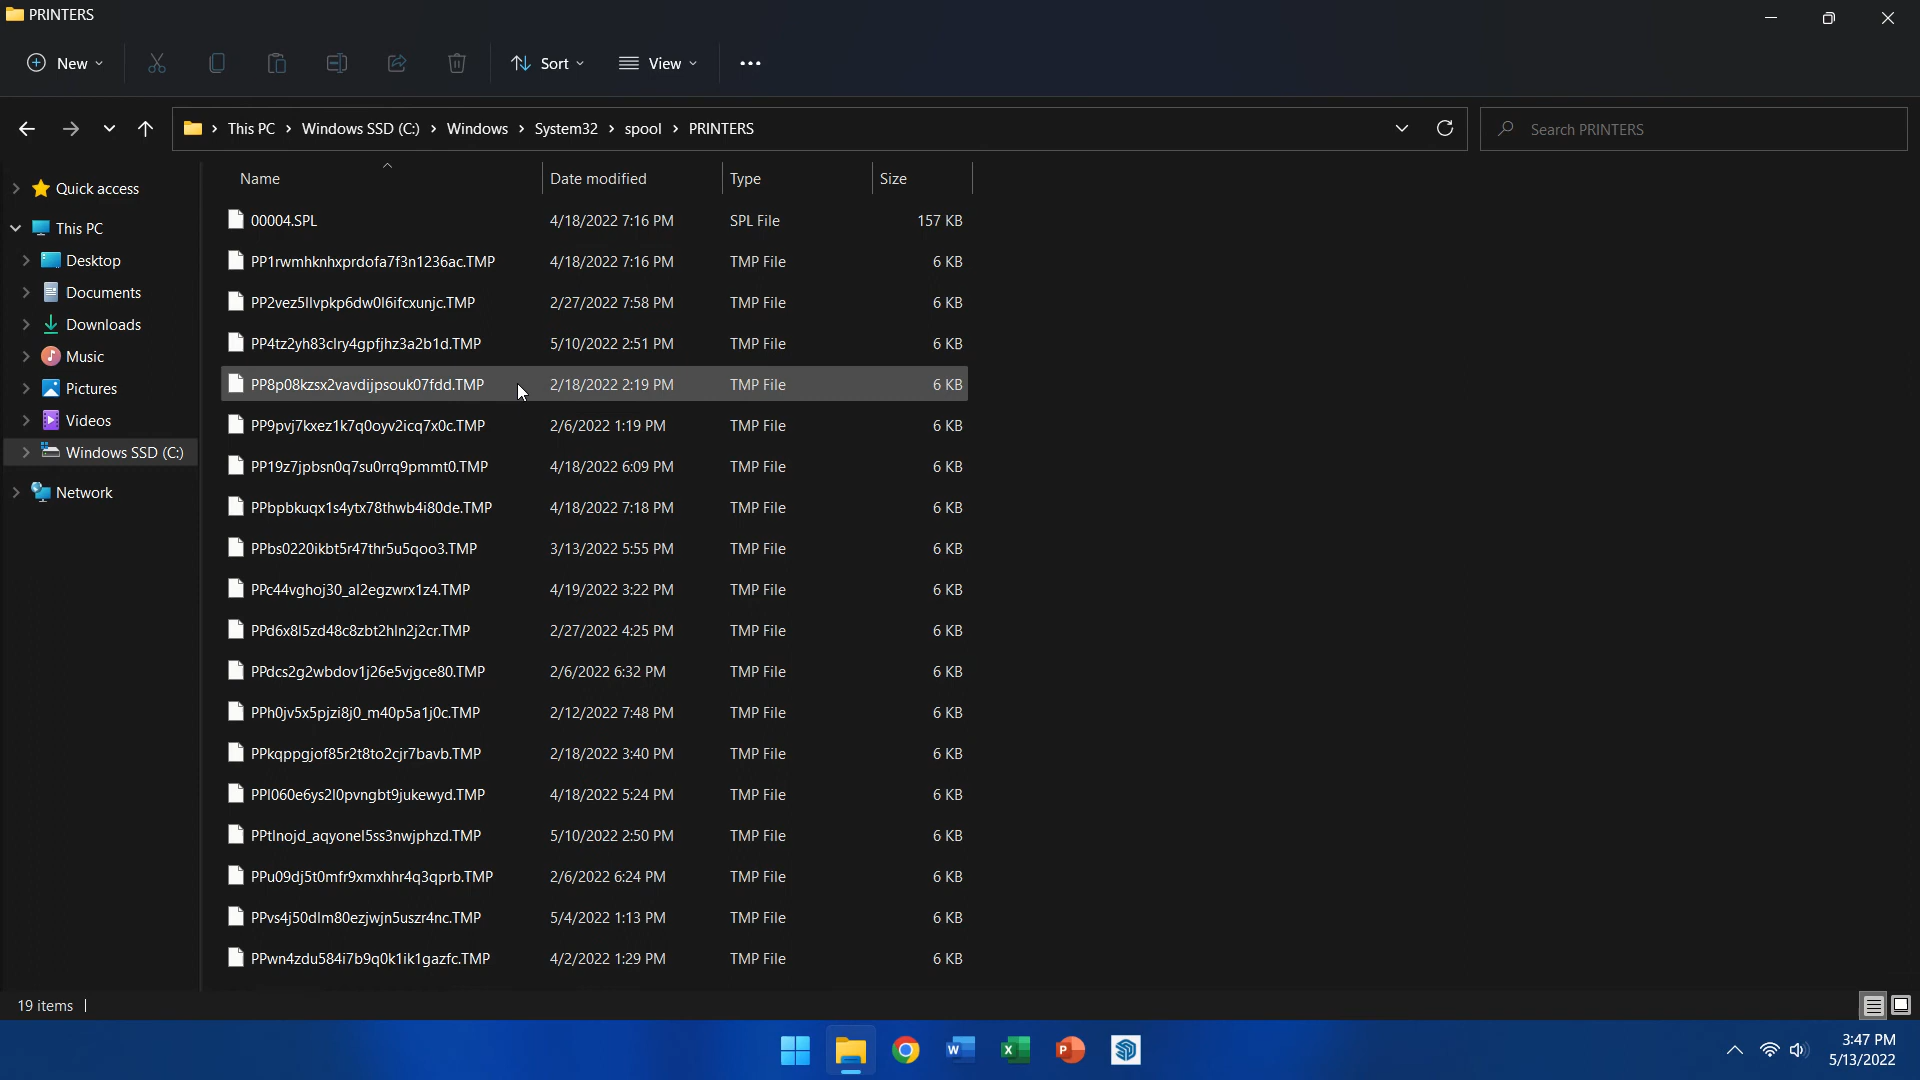 PRINTERS
New
Sort
View
This PC > Windows SSD (C:) > Windows > System32 > spool > PRINTERS
Search PRINTERS
Quick access
This PC
Desktop
Documents
Downloads
Music
Pictures
Videos
Windows SSD (C:)
Network
Name Date modified Type Size
00004.SPL 4/18/2022 7:16 PM SPL File 157 KB
PP1rwmhknhxprdofa7f3n1236ac.TMP 4/18/2022 7:16 PM TMP File 6 KB
PP2vez5llvpkp6dw0l6ifcxunjc.TMP 2/27/2022 7:58 PM TMP File 6 KB
PP4tz2yh83clry4gpfjhz3a2b1d.TMP 5/10/2022 2:51 PM TMP File 6 KB
PP8p08kzsx2vavdijpsouk07fdd.TMP 2/18/2022 2:19 PM TMP File 6 KB
PP9pvj7kxez1k7q0oyv2icq7x0c.TMP 2/6/2022 1:19 PM TMP File 6 KB
PP19z7jpbsn0q7su0rrq9pmmt0.TMP 4/18/2022 6:09 PM TMP File 6 KB
PPbpbkuqx1s4ytx78thwb4i80de.TMP 4/18/2022 7:18 PM TMP File 6 KB
PPbs0220ikbt5r47thr5u5qoo3.TMP 3/13/2022 5:55 PM TMP File 6 KB
PPc44vghoj30_al2egzwrx1z4.TMP 4/19/2022 3:22 PM TMP File 6 KB
PPd6x8l5zd48c8zbt2hln2j2cr.TMP 2/27/2022 4:25 PM TMP File 6 KB
PPdcs2g2wbdov1j26e5vjgce80.TMP 2/6/2022 6:32 PM TMP File 6 KB
PPh0jv5x5pjzi8j0_m40p5a1j0c.TMP 2/12/2022 7:48 PM TMP File 6 KB
PPkqppgjof85r2t8to2cjr7bavb.TMP 2/18/2022 3:40 PM TMP File 6 KB
PPl060e6ys2l0pvngbt9jukewyd.TMP 4/18/2022 5:24 PM TMP File 6 KB
PPtlnojd_aqyonel5ss3nwjphzd.TMP 5/10/2022 2:50 PM TMP File 6 KB
PPu09dj5t0mfr9xmxhhr4q3qprb.TMP 2/6/2022 6:24 PM TMP File 6 KB
PPvs4j50dlm80ezjwjn5uszr4nc.TMP 5/4/2022 1:13 PM TMP File 6 KB
PPwn4zdu584i7b9q0k1ik1gazfc.TMP 4/2/2022 1:29 PM TMP File 6 KB
19 items
3:47 PM
5/13/2022